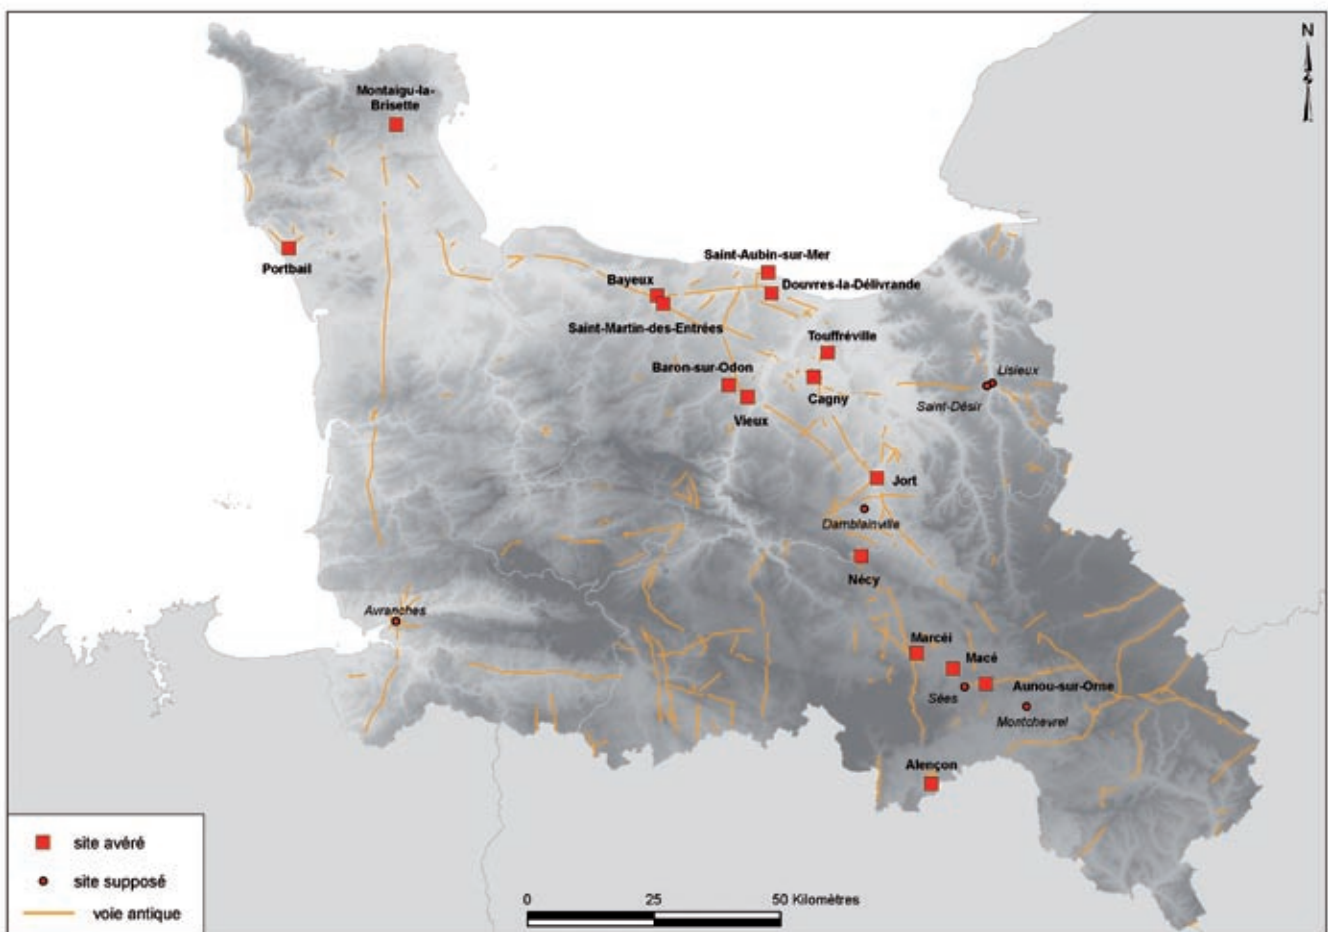 N
Montaigu-la-
Brisette
Portbail
Saint-Aubin-sur-Mer
Bayeux
Douvres-la-Délivrande
Saint-Martin-des-Entrées
Touffréville
Baron-sur-Odon
Lisieux
Cagny
Saint-Désir
Vieux
Jort
Damblainville
Nécy
Avranches
Marcéi
Macé
Sées
Aunou-sur-Orne
Montchevrel
Alençon
site avéré
site supposé
voie antique
0 25 50 Kilomètres